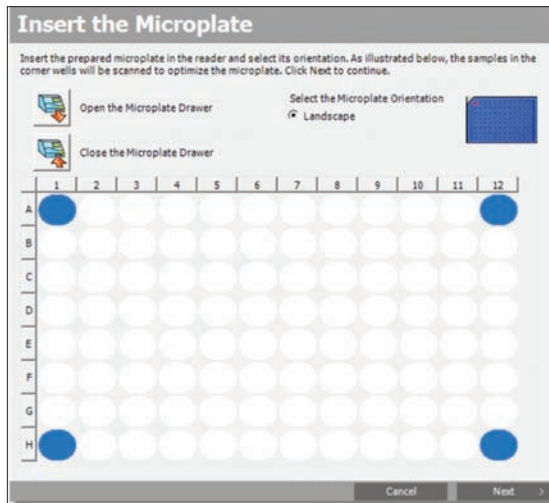 Insert the Microplate
Insert the prepared microplate in the reader and select its orientation. As illustrated below, the samples in the
corner wells will be scanned to optimize the microplate. Click Next to continue.
Open the Microplate Drawer
Select the Microplate Orientation
Landscape
Close the Microplate Drawer
1 2 3 4 5 6 7 8 9 10 11 12
A
B
C
D
E
F
G
H
Cancel Next >